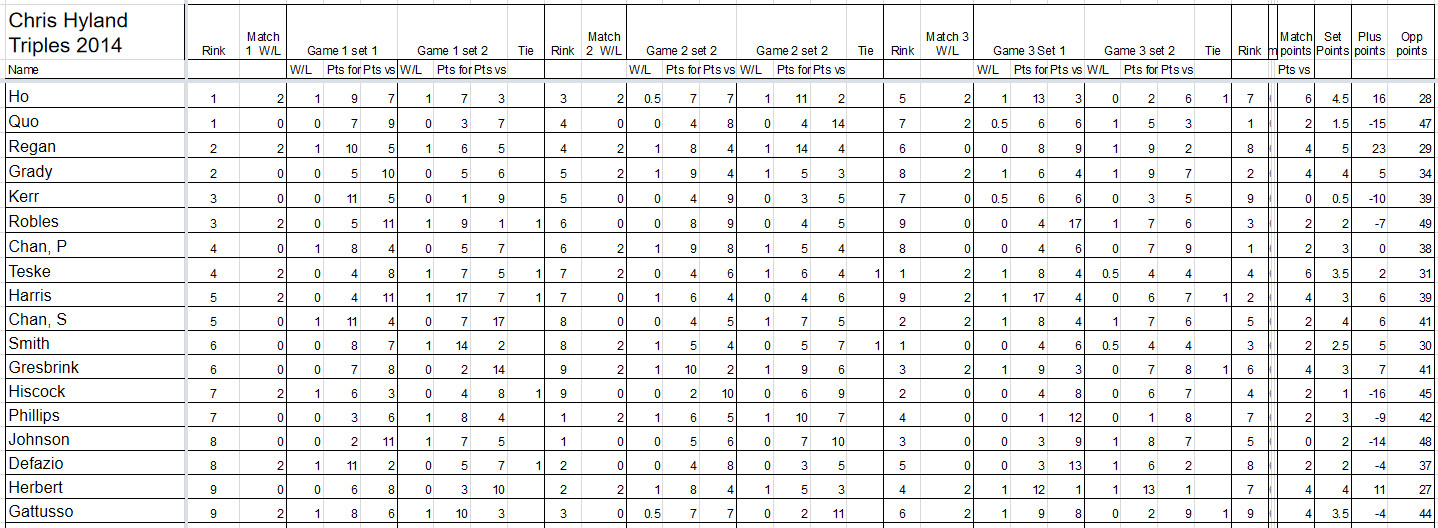 Chris Hyland
Triples 2014
Rink Match 1 W/L Game 1 set 1 Game 1 set 2 Tie Rink Match 2 W/L Game 2 set 2 Game 2 set 2 Tie Rink Match 3 W/L Game 3 Set 1 Game 3 set 2 Tie Rink m Match points Set Points Plus points Opp points
Name W/L Pts for Pts vs W/L Pts for Pts vs W/L Pts for Pts vs W/L Pts for Pts vs W/L Pts for Pts vs W/L Pts for Pts vs Pts vs
Ho 1 2 1 9 7 1 7 3 3 2 0.5 7 7 1 11 2 5 2 1 13 3 0 2 6 1 7 6 4.5 16 28
Quo 1 0 0 7 9 0 3 7 4 0 0 4 8 0 4 14 7 2 0.5 6 6 1 5 3 1 2 1.5 -15 47
Regan 2 2 1 10 5 1 6 5 4 2 1 8 4 1 14 4 6 0 0 8 9 1 9 2 8 4 5 23 29
Grady 2 0 0 5 10 0 5 6 5 2 1 9 4 1 5 3 8 2 1 6 4 1 9 7 2 4 4 5 34
Kerr 3 0 0 11 5 0 1 9 5 0 0 4 9 0 3 5 7 0 0.5 6 6 0 3 5 9 0 0.5 -10 39
Robles 3 2 0 5 11 1 9 1 1 6 0 0 8 9 0 4 5 9 0 0 4 17 1 7 6 3 2 2 -7 49
Chan, P 4 0 1 8 4 0 5 7 6 2 1 9 8 1 5 4 8 0 0 4 6 0 7 9 1 2 3 0 38
Teske 4 2 0 4 8 1 7 5 1 7 2 0 4 6 1 6 4 1 1 2 1 8 4 0.5 4 4 4 6 3.5 2 31
Harris 5 2 0 4 11 1 17 7 1 7 0 1 6 4 0 4 6 9 2 1 17 4 0 6 7 1 2 4 3 6 39
Chan, S 5 0 1 11 4 0 7 17 8 0 0 4 5 1 7 5 2 2 1 8 4 1 7 6 5 2 4 6 41
Smith 6 0 0 8 7 1 14 2 8 2 1 5 4 0 5 7 1 1 0 0 4 6 0.5 4 4 3 2 2.5 5 30
Gresbrink 6 0 0 7 8 0 2 14 9 2 1 10 2 1 9 6 3 2 1 9 3 0 7 8 1 6 4 3 7 41
Hiscock 7 2 1 6 3 0 4 8 1 9 0 0 2 10 0 6 9 2 0 0 4 8 0 6 7 4 2 1 -16 45
Phillips 7 0 0 3 6 1 8 4 1 2 1 6 5 1 10 7 4 0 0 1 12 0 1 8 7 2 3 -9 42
Johnson 8 0 0 2 11 1 7 5 1 0 0 5 6 0 7 10 3 0 0 3 9 1 8 7 5 0 2 -14 48
Defazio 8 2 1 11 2 0 5 7 1 2 0 0 4 8 0 3 5 5 0 0 3 13 1 6 2 8 2 2 -4 37
Herbert 9 0 0 6 8 0 3 10 2 2 1 8 4 1 5 3 4 2 1 12 1 1 13 1 7 4 4 11 27
Gattusso 9 2 1 8 6 1 10 3 3 0 0.5 7 7 0 2 11 6 2 1 9 8 0 2 9 1 9 4 3.5 -4 44